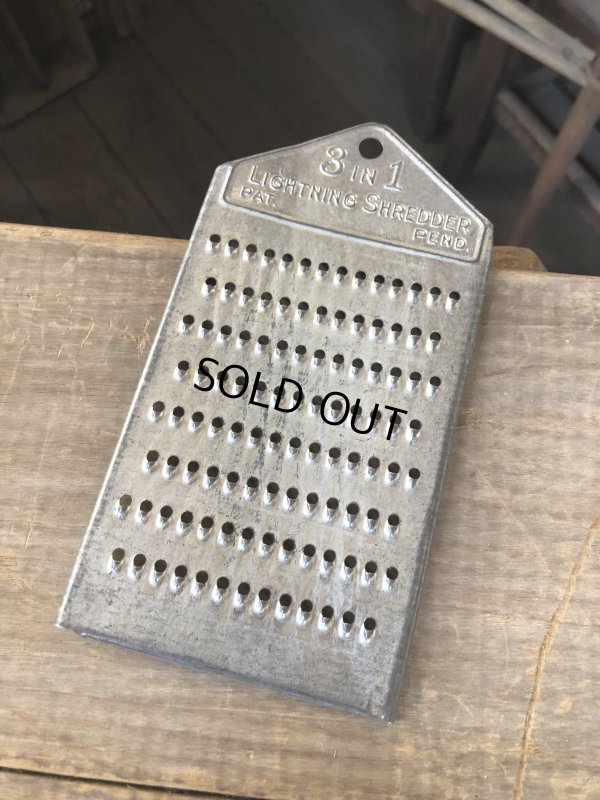 3 IN 1
LIGHTNING SHREDDER
PAT. PEND.
SOLD OUT